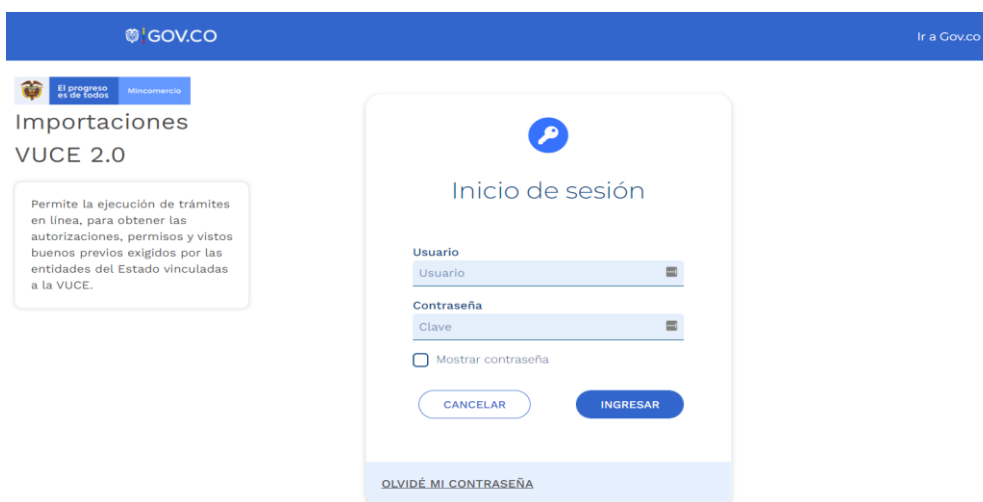 GOV.CO
Ir a Gov.co
El progreso
es de todos
Mincomercio
Importaciones
VUCE 2.0
Permite la ejecución de trámites
en línea, para obtener las
autorizaciones, permisos y vistos
buenos previos exigidos por las
entidades del Estado vinculadas
a la VUCE.
Inicio de sesión
Usuario
Usuario
Contraseña
Clave
Mostrar contraseña
CANCELAR
INGRESAR
OLVIDÉ MI CONTRASEÑA